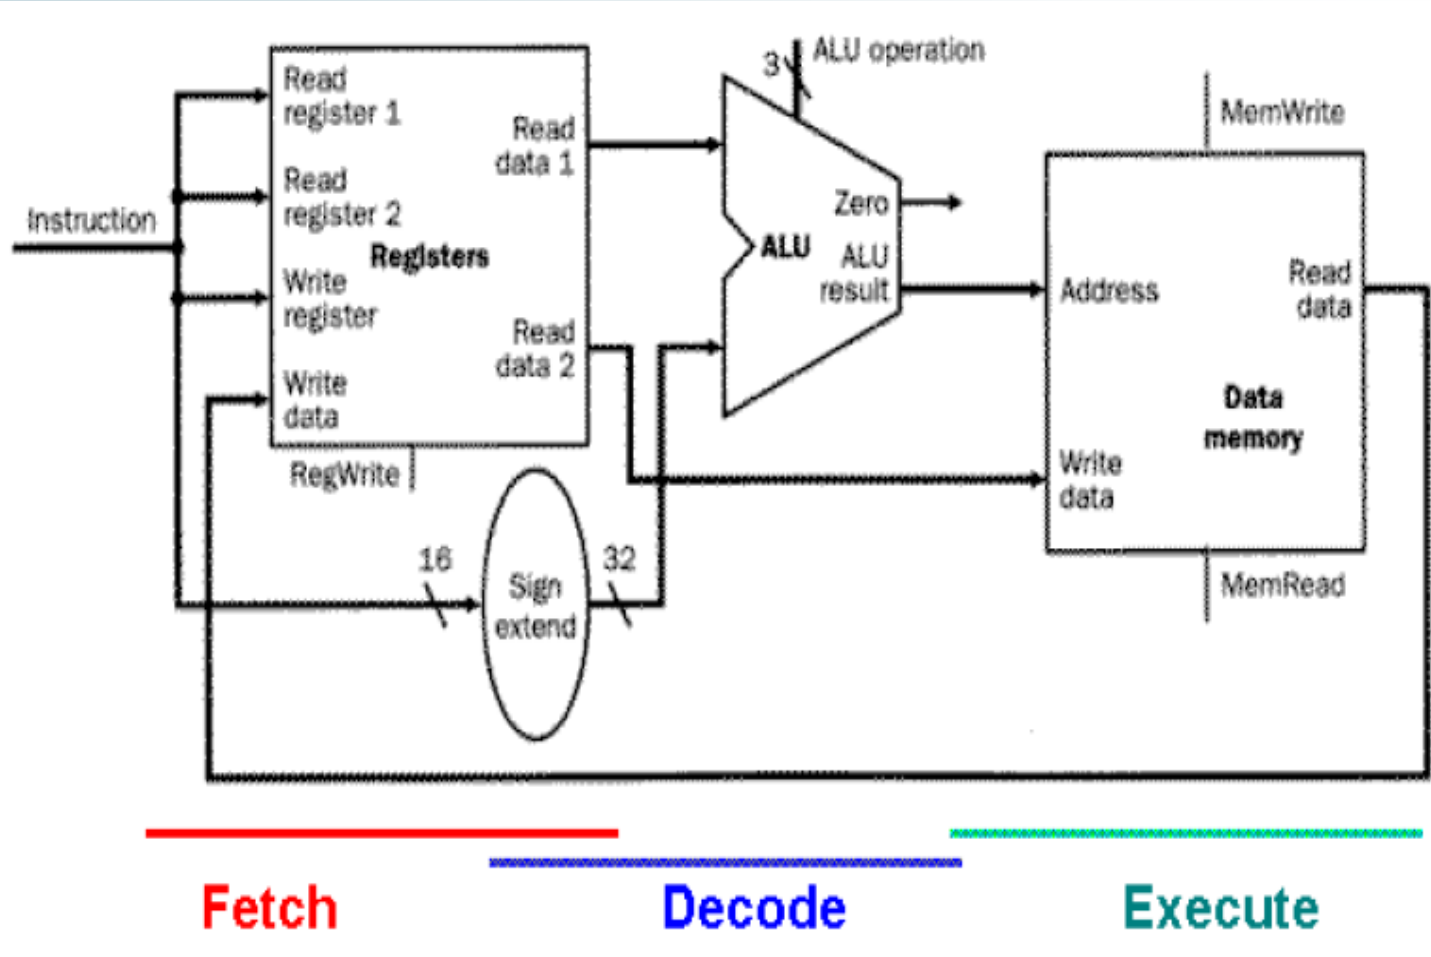 Instruction
Read
register 1
Read
register 2
Registers
Write
register
Write
data
Read
data 1
Read
data 2
RegWrite
16
Sign
extend
32
3
ALU operation
Zero
ALU
ALU
result
MemWrite
Address
Read
data
Data
memory
Write
data
MemRead
Fetch
Decode
Execute